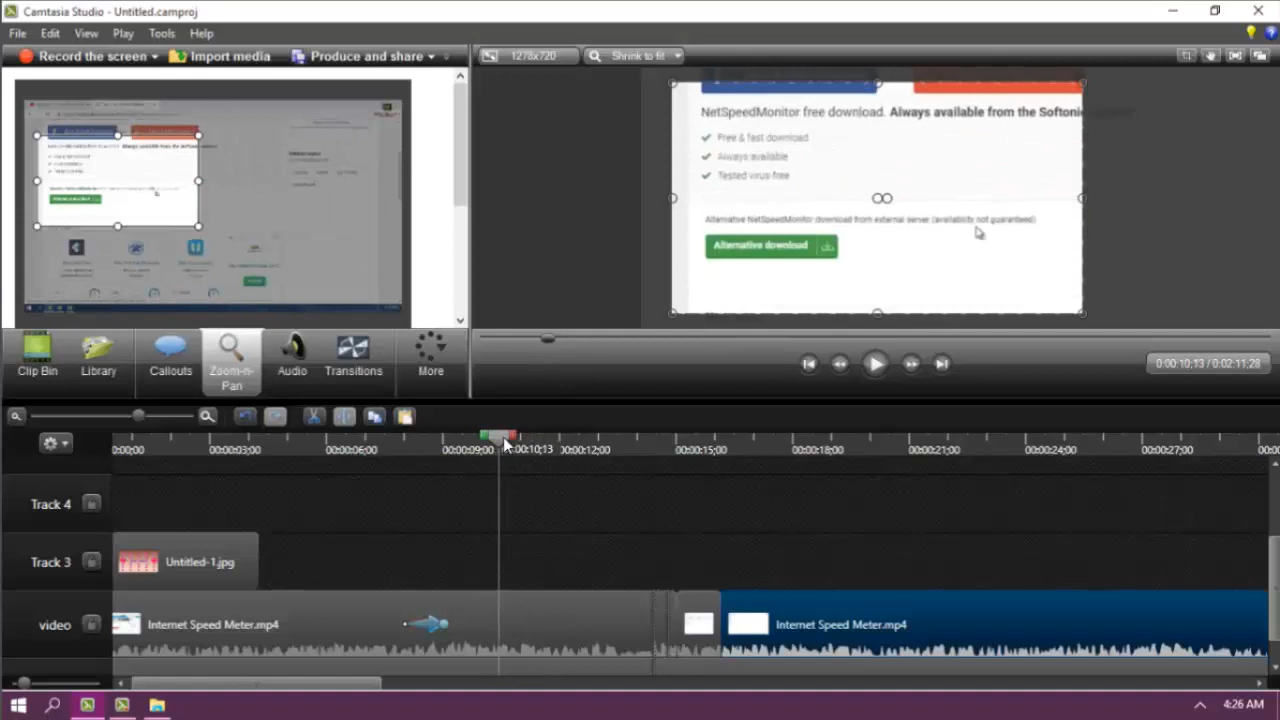 Camtasia Studio - Untitled.camproj
File Edit View Play Tools Help
Record the screen Import media Produce and share
1278x720 Shrink to fit
NetSpeedMonitor free download. Always available from the Softonic
Free & fast download
Always available
Tested virus-free
Alternative NetSpeedMonitor download from external server (availability not guaranteed)
Alternative download
Clip Bin Library Callouts Zoom-n-Pan Audio Transitions More
0:00:10;13 / 0:02:11;28
:00;00 00:00:03;00 00:00:06;00 00:00:09;00 00:10;13 00:00:12;00 00:00:15;00 00:00:18;00 00:00:21;00 00:00:24;00 00:00:27;00 00:0
Track 4
Track 3 Untitled-1.jpg
video Internet Speed Meter.mp4 Internet Speed Meter.mp4
4:26 AM